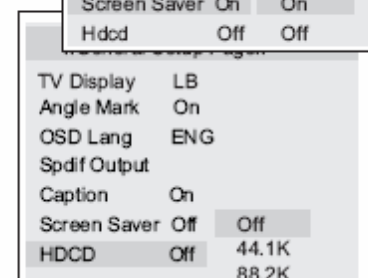 Screen Saver On On
Hdcd Off Off
TV Display LB
Angle Mark On
OSD Lang ENG
Spdif Output
Caption On
Screen Saver Off Off
HDCD Off 44.1K
88.2K